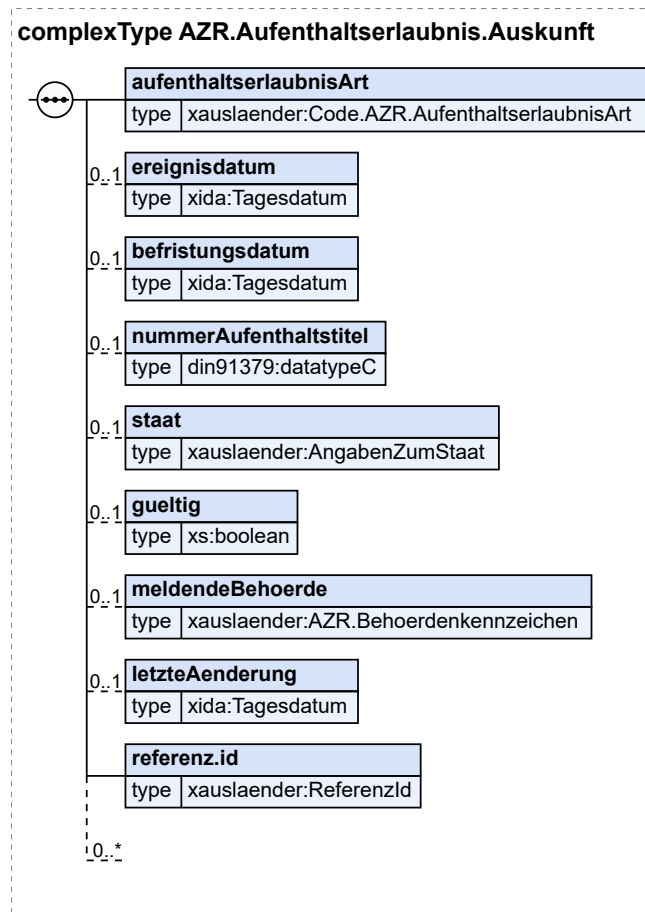 complexType AZR.Aufenthaltserlaubnis.Auskunft
aufenthaltserlaubnisArt
type xauslaender:Code.AZR.AufenthaltserlaubnisArt
0..1 ereignisdatum
type xida:Tagesdatum
0..1 befristungsdatum
type xida:Tagesdatum
0..1 nummerAufenthaltstitel
type din91379:datatypeC
0..1 staat
type xauslaender:AngabenZumStaat
0..1 gueltig
type xs:boolean
0..1 meldendeBehoerde
type xauslaender:AZR.Behoerdenkennzeichen
0..1 letzteAenderung
type xida:Tagesdatum
referenz.id
type xauslaender:ReferenzId
0..*